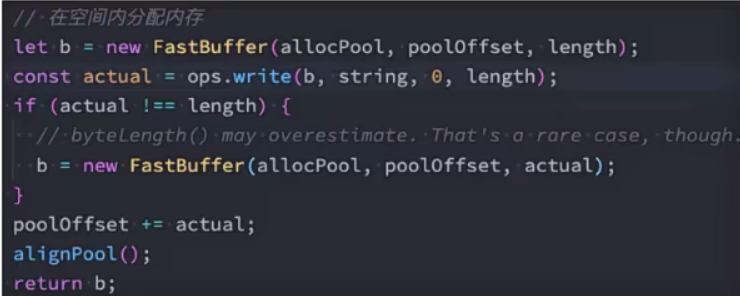 // 在空间内分配内存
let b = new FastBuffer(allocPool, poolOffset, length);
const actual = ops.write(b, string, 0, length);
if (actual !== length) {
  // byteLength() may overestimate. That's a rare case, though.
  b = new FastBuffer(allocPool, poolOffset, actual);
}
poolOffset += actual;
alignPool();
return b;